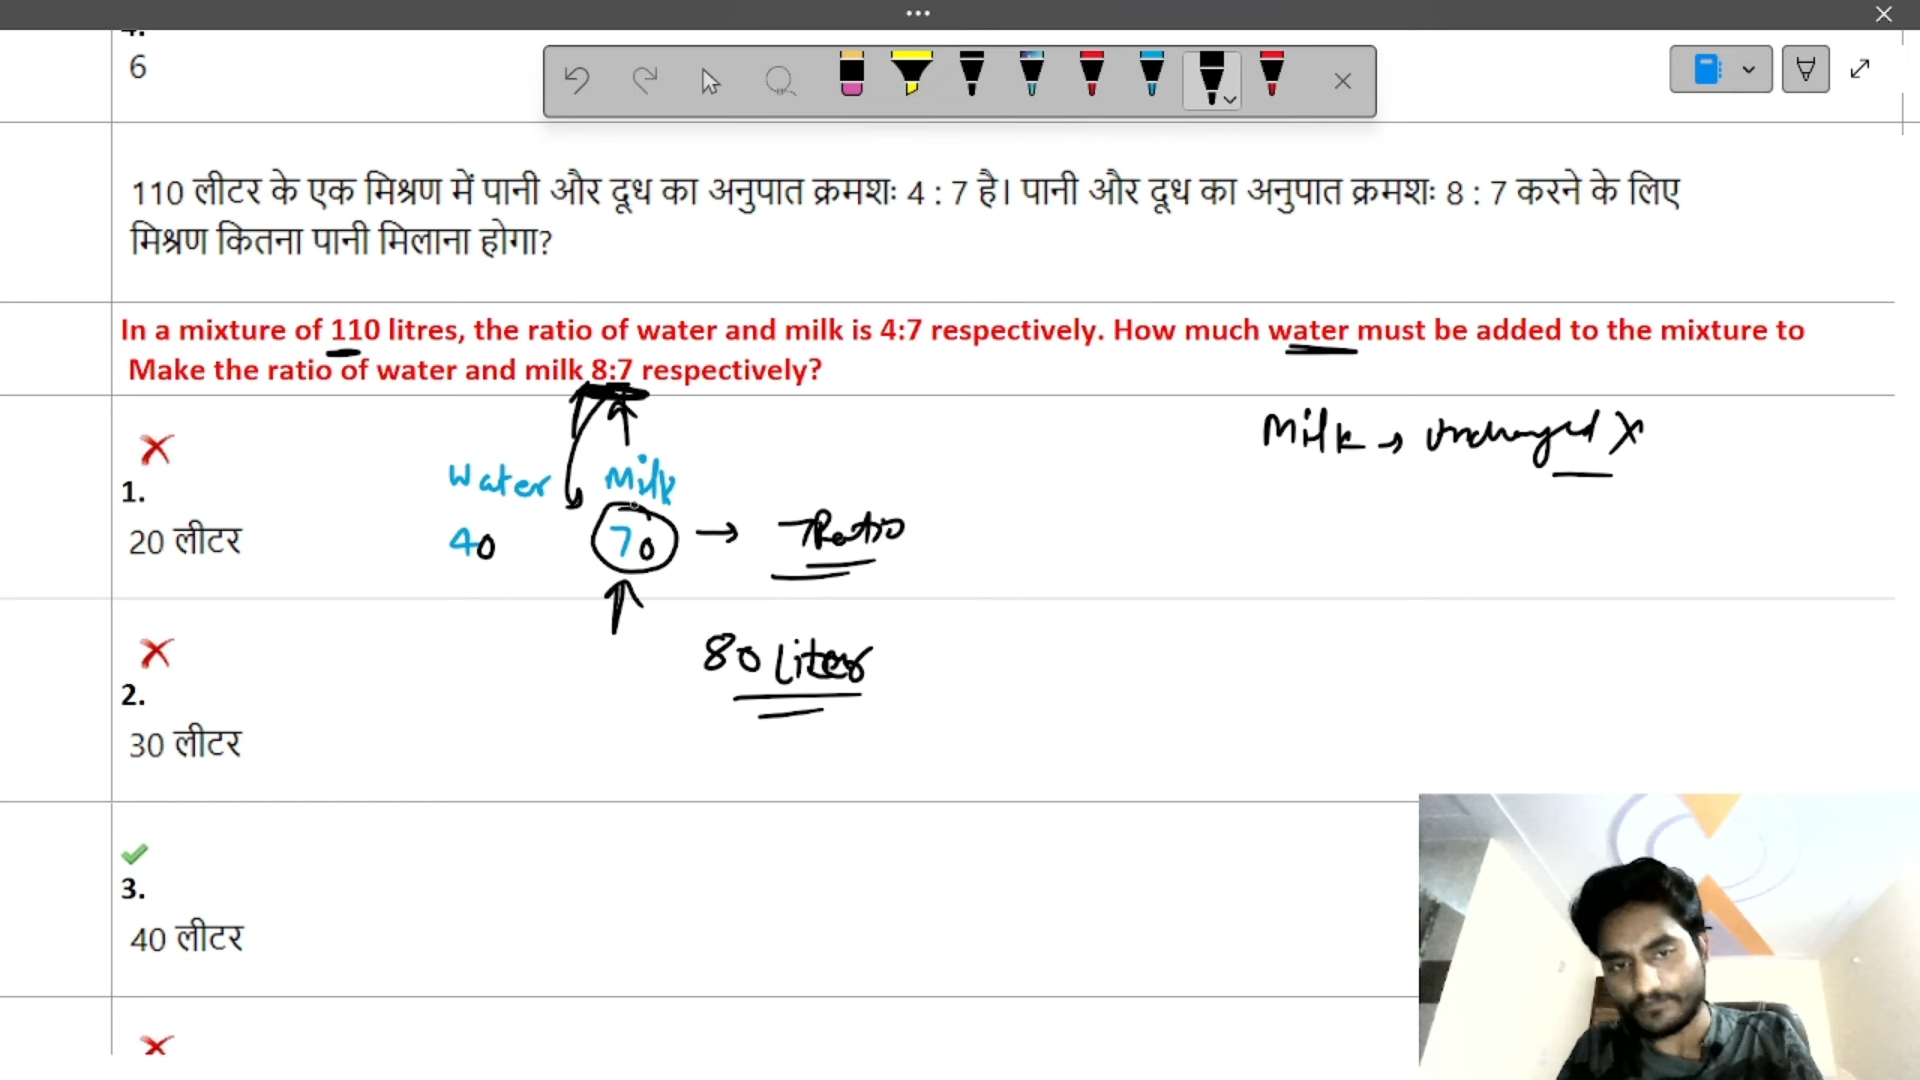 4.
6
110 लीटर के एक मिश्रण में पानी और दूध का अनुपात क्रमशः 4 : 7 है। पानी और दूध का अनुपात क्रमशः 8 : 7 करने के लिए
मिश्रण कितना पानी मिलाना होगा?
In a mixture of 110 litres, the ratio of water and milk is 4:7 respectively. How much water must be added to the mixture to
Make the ratio of water and milk 8:7 respectively?
Milk → Unchanged X
Water Milk
1.
20 लीटर
40 70 → 7Ratio
80 Liter
2.
30 लीटर
3.
40 लीटर